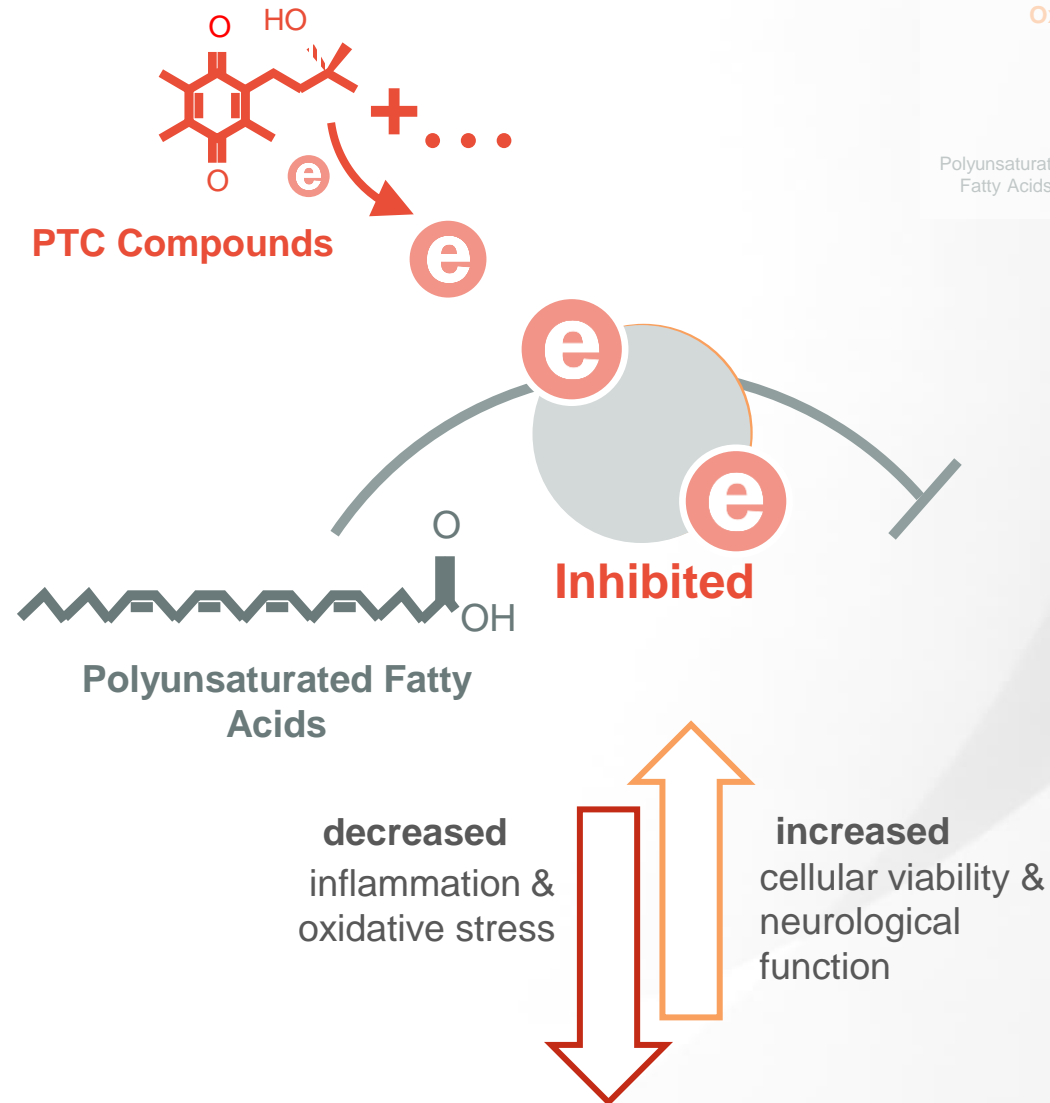 O
HO
+...
O
e
PTC Compounds
e
e
e
O
OH
Inhibited
Polyunsaturated Fatty
Acids
decreased
inflammation &
oxidative stress
increased
cellular viability &
neurological
function
Fatty Acids